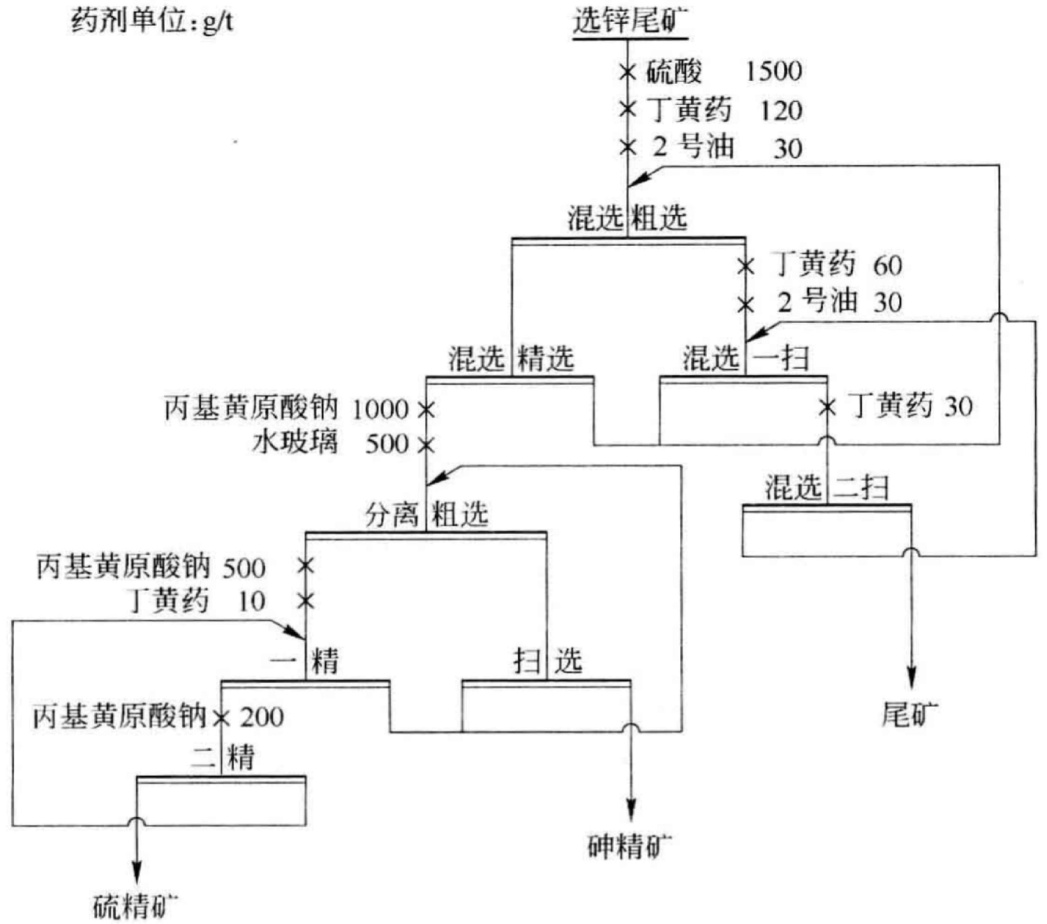 药剂单位:g/t
选锌尾矿
硫酸 1500
丁黄药 120
2号油 30
混选粗选
丁黄药 60
2号油 30
混选精选
混选一扫
丙基黄原酸钠 1000
丁黄药 30
水玻璃 500
混选二扫
分离粗选
丙基黄原酸钠 500
丁黄药 10
一精
扫选
丙基黄原酸钠 200
尾矿
二精
砷精矿
硫精矿